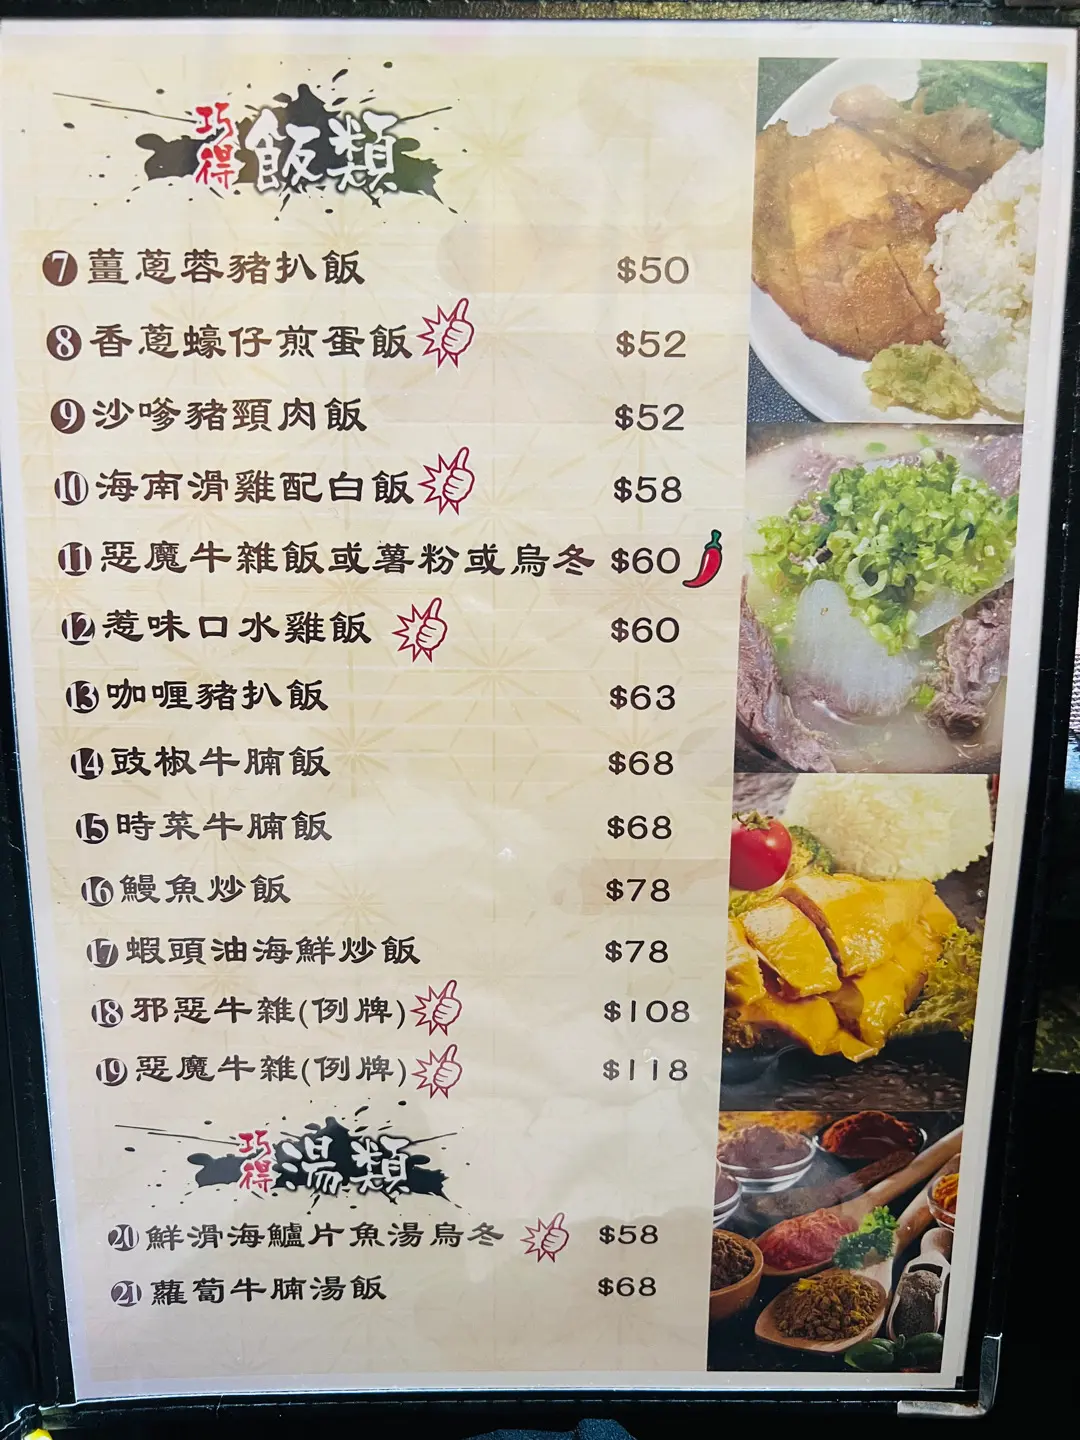 巧得飯類
7 薑蔥蓉豬扒飯 $50
8 香蔥蠔仔煎蛋飯 $52
9 沙嗲豬頸肉飯 $52
10 海南滑雞配白飯 $58
11 惡魔牛雜飯或薯粉或烏冬 $60
12 惹味口水雞飯 $60
13 咖喱豬扒飯 $63
14 豉椒牛腩飯 $68
15 時菜牛腩飯 $68
16 鰻魚炒飯 $78
17 蝦頭油海鮮炒飯 $78
18 邪惡牛雜(例牌) $108
19 惡魔牛雜(例牌) $118
巧得湯類
20 鮮滑海鱸片魚湯烏冬 $58
21 蘿蔔牛腩湯飯 $68